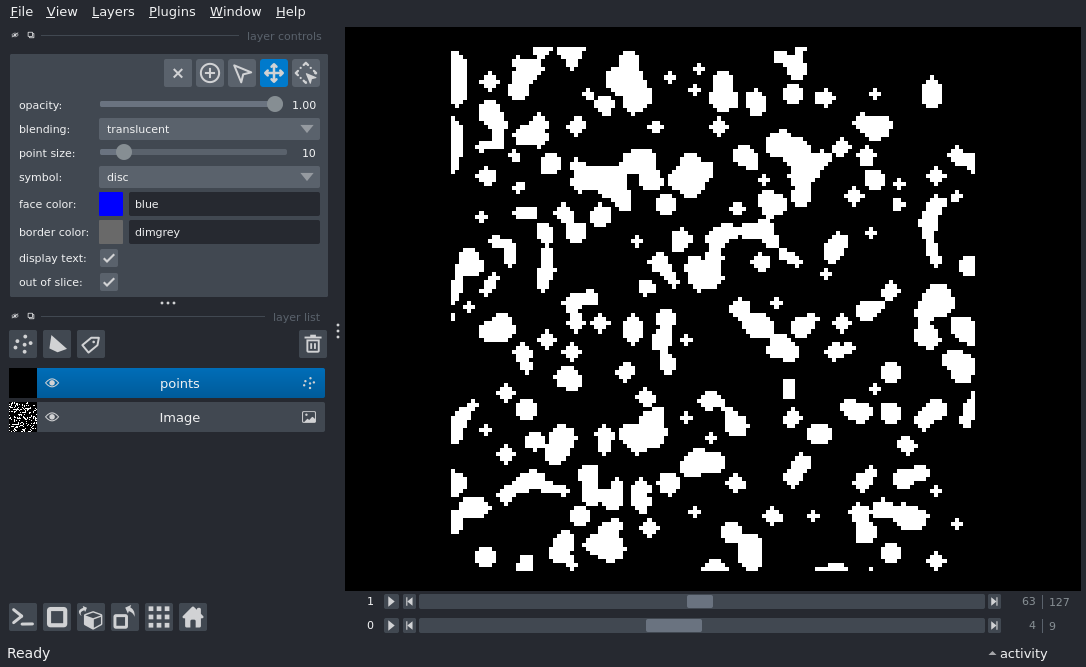 File View Layers Plugins Window Help
layer controls
opacity: 1.00
blending: translucent
point size: 10
symbol: disc
face color: blue
border color: dimgrey
display text:
out of slice:
layer list
points
Image
1 63 | 127
0 4 | 9
Ready activity